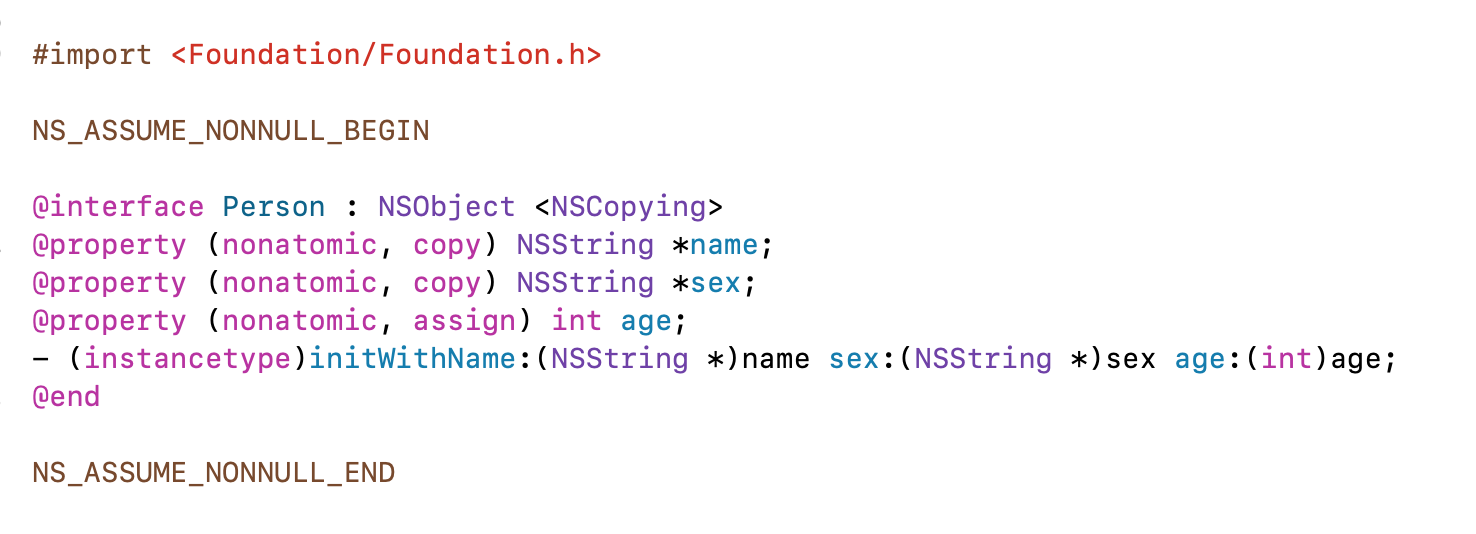 #import <Foundation/Foundation.h>
NS_ASSUME_NONNULL_BEGIN
@interface Person : NSObject <NSCopying>
@property (nonatomic, copy) NSString *name;
@property (nonatomic, copy) NSString *sex;
@property (nonatomic, assign) int age;
- (instancetype)initWithName:(NSString *)name sex:(NSString *)sex age:(int)age;
@end
NS_ASSUME_NONNULL_END